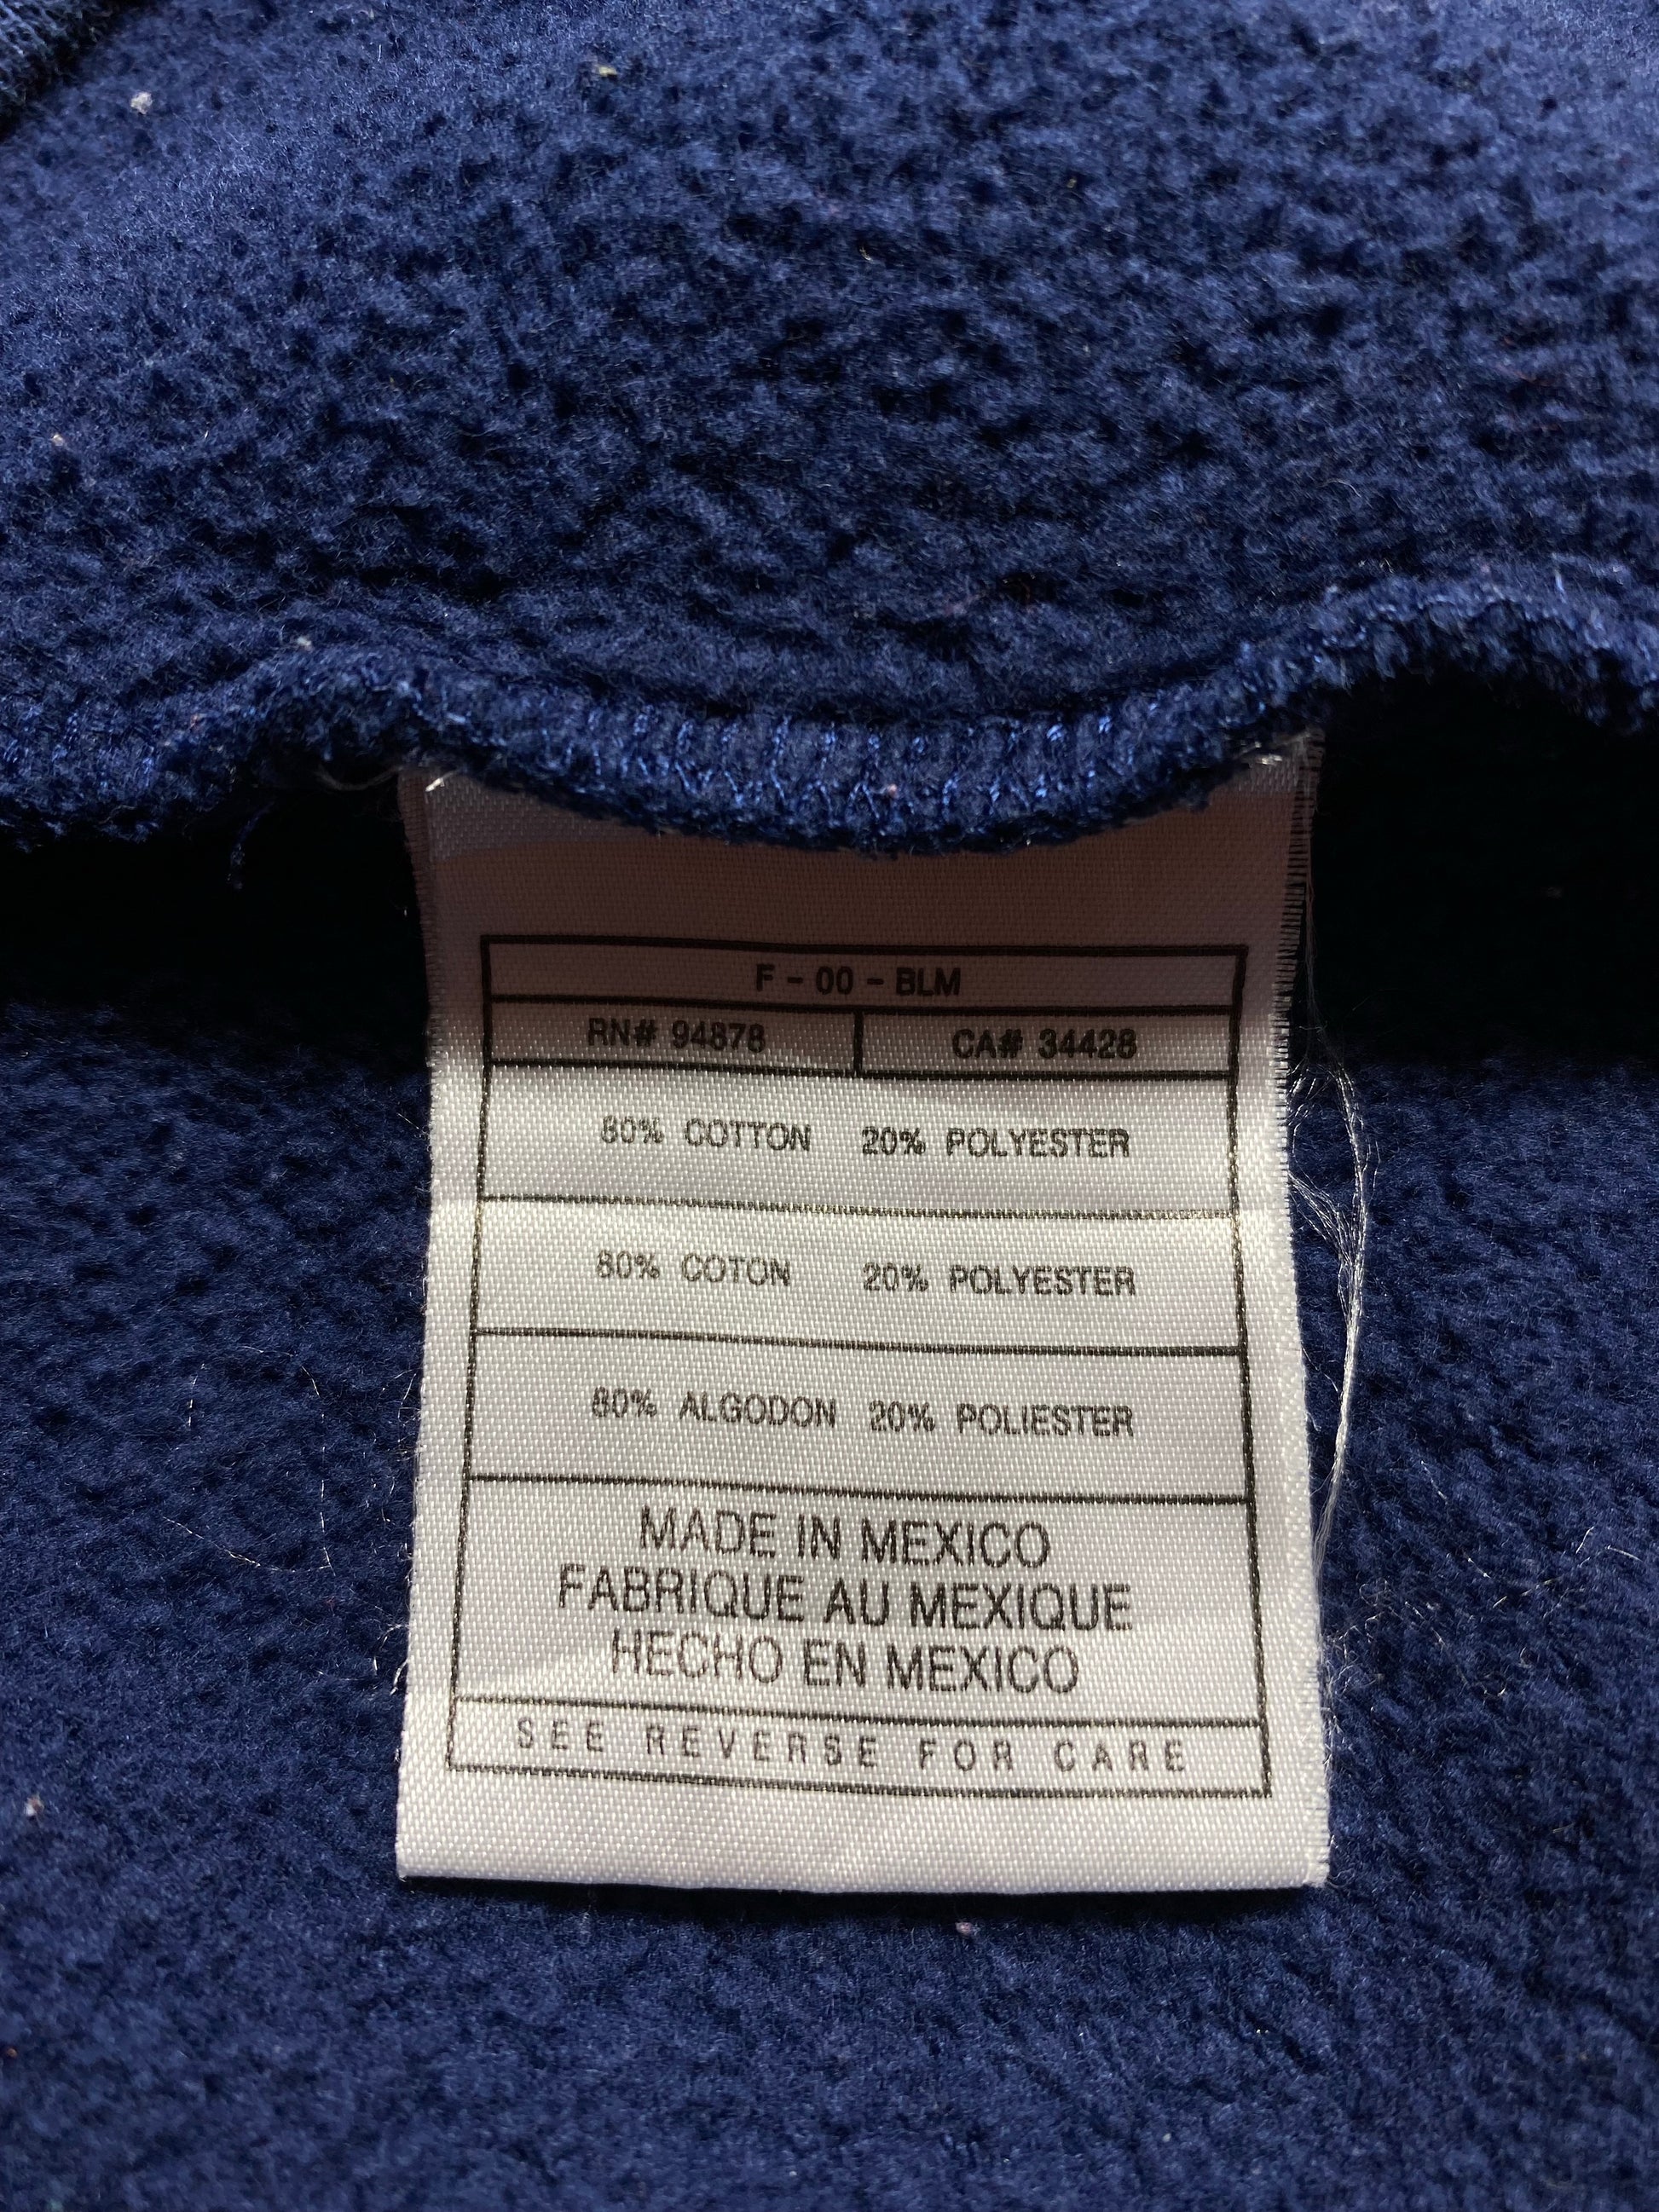 F - 00 - BLM
RN# 94878 CA# 34428
80% COTTON 20% POLYESTER
80% COTON 20% POLYESTER
80% ALGODON 20% POLIESTER
MADE IN MEXICO
FABRIQUE AU MEXIQUE
HECHO EN MEXICO
SEE REVERSE FOR CARE